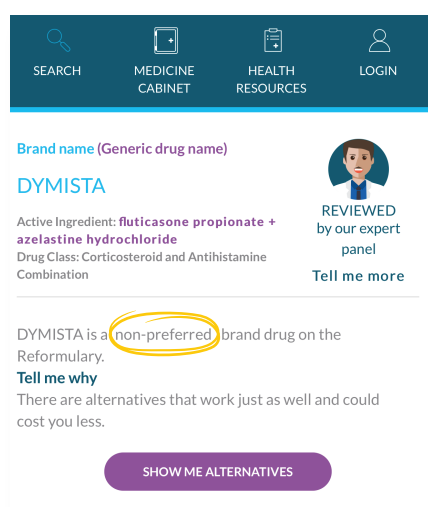 SEARCH
MEDICINE
CABINET
HEALTH
RESOURCES
LOGIN
Brand name (Generic drug name)
DYMISTA
Active Ingredient: fluticasone propionate +
azelastine hydrochloride
Drug Class: Corticosteroid and Antihistamine
Combination
REVIEWED
by our expert
panel
Tell me more
DYMISTA is a non-preferred brand drug on the
Reformulary.
Tell me why
There are alternatives that work just as well and could
cost you less.
SHOW ME ALTERNATIVES